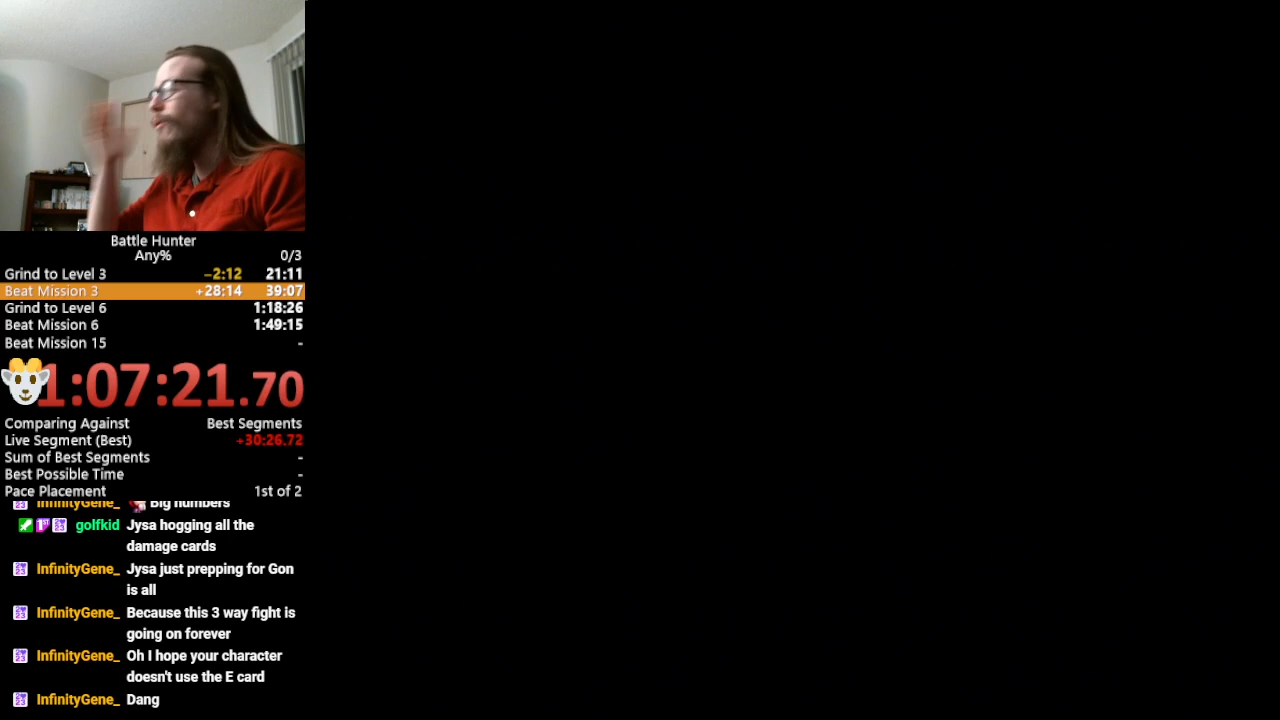 Battle Hunter
Any% 0/3
Grind to Level 3 −2:12 21:11
Beat Mission 3 +28:14 39:07
Grind to Level 6 1:18:26
Beat Mission 6 1:49:15
Beat Mission 15 -
1:07:21.70
Comparing Against Best Segments
Live Segment (Best) +30:26.72
Sum of Best Segments -
Best Possible Time -
Pace Placement 1st of 2
InfinityGene_ Big numbers
golfkid Jysa hogging all the
damage cards
InfinityGene_ Jysa just prepping for Gon
is all
InfinityGene_ Because this 3 way fight is
going on forever
InfinityGene_ Oh I hope your character
doesn't use the E card
InfinityGene_ Dang